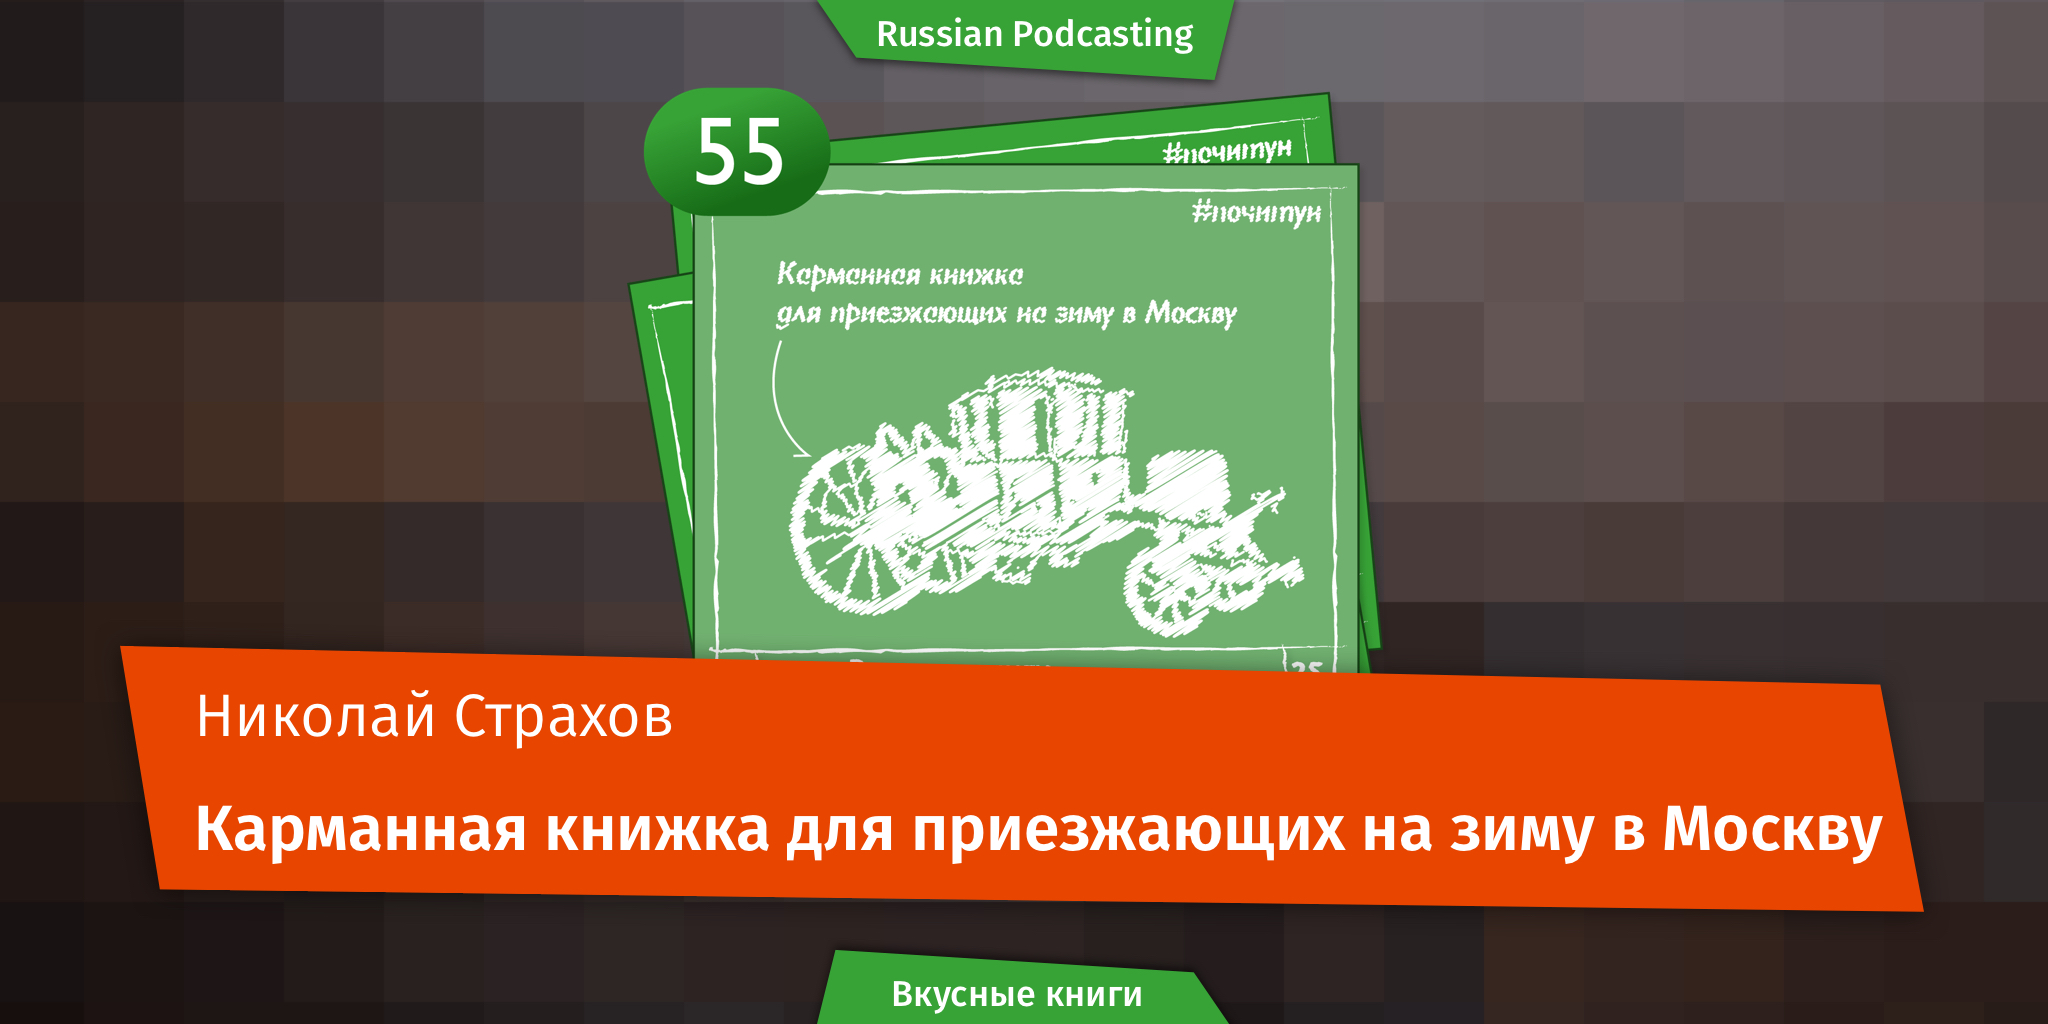 Russian Podcasting
55
#почитун
#почитун
Карманная книжка
для приезжающих на зиму в Москву
Николай Страхов
Карманная книжка для приезжающих на зиму в Москву
Вкусные книги